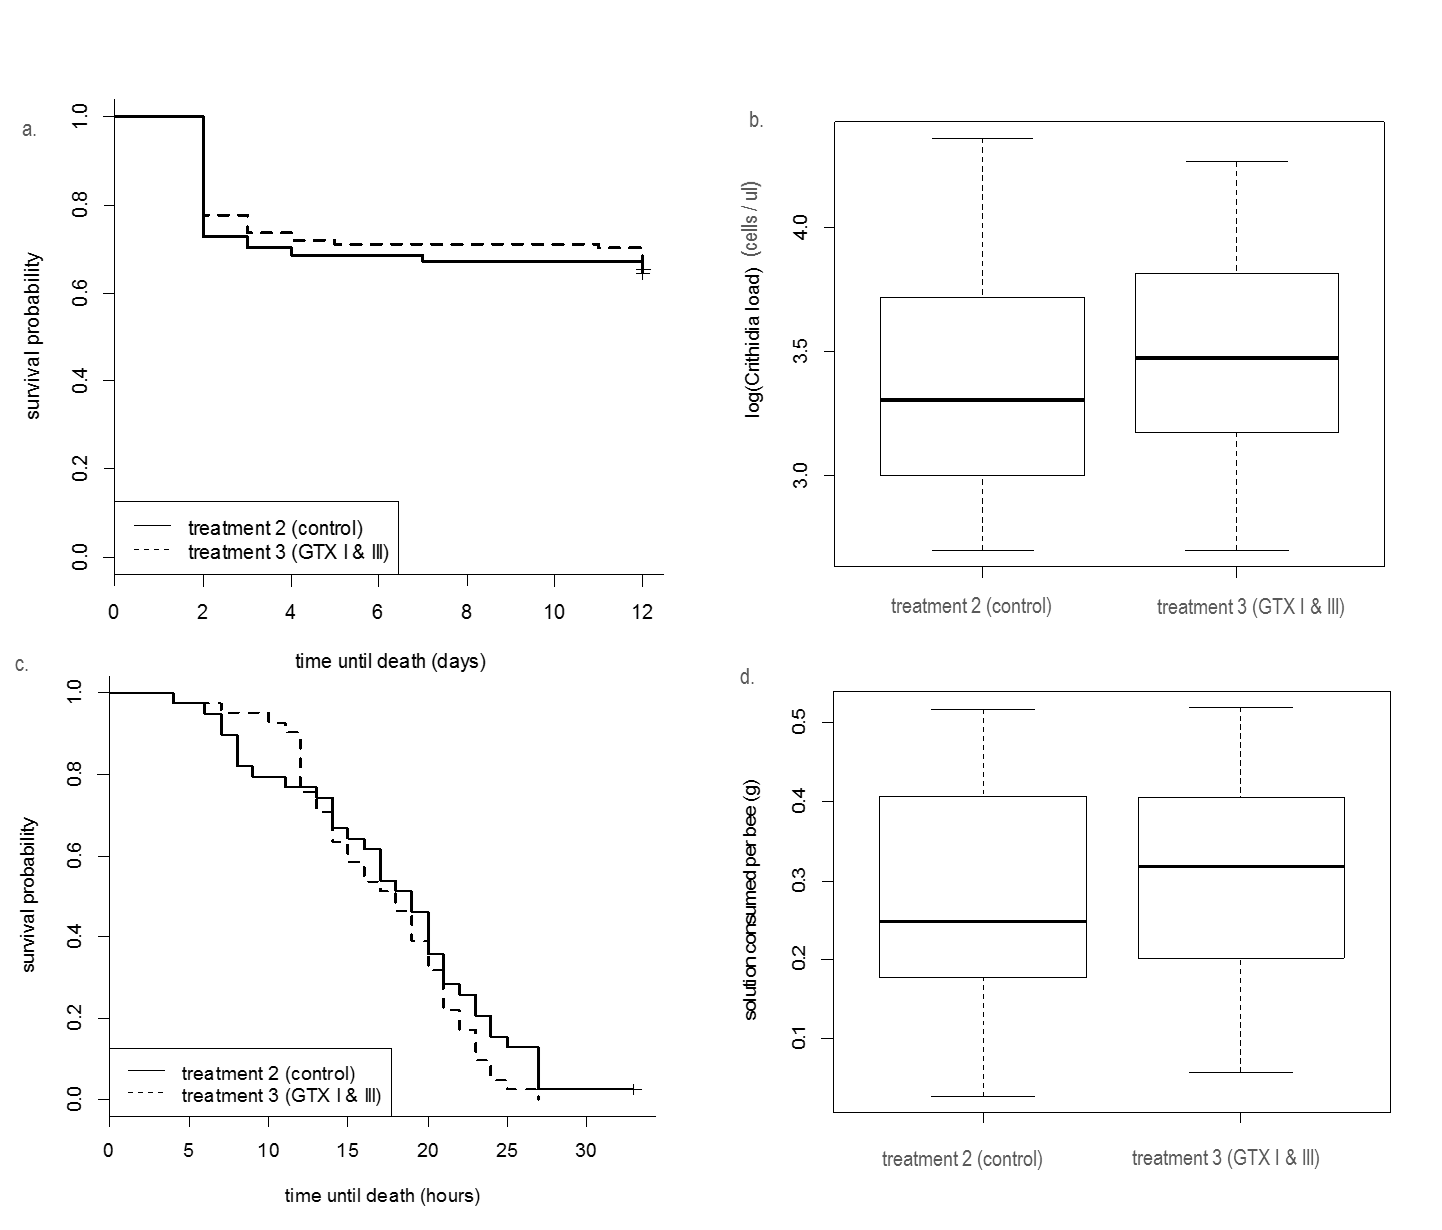 a.
survival probability
1.0
0.8
0.6
0.4
0.2
0.0
treatment 2 (control)
treatment 3 (GTX I & III)
0 2 4 6 8 10 12
time until death (days)
b.
log(Crithidia load) (cells / ul)
4.0
3.5
3.0
treatment 2 (control) treatment 3 (GTX I & III)
c.
survival probability
1.0
0.8
0.6
0.4
0.2
0.0
treatment 2 (control)
treatment 3 (GTX I & III)
0 5 10 15 20 25 30
time until death (hours)
d.
solution consumed per bee (g)
0.5
0.4
0.3
0.2
0.1
treatment 2 (control) treatment 3 (GTX I & III)